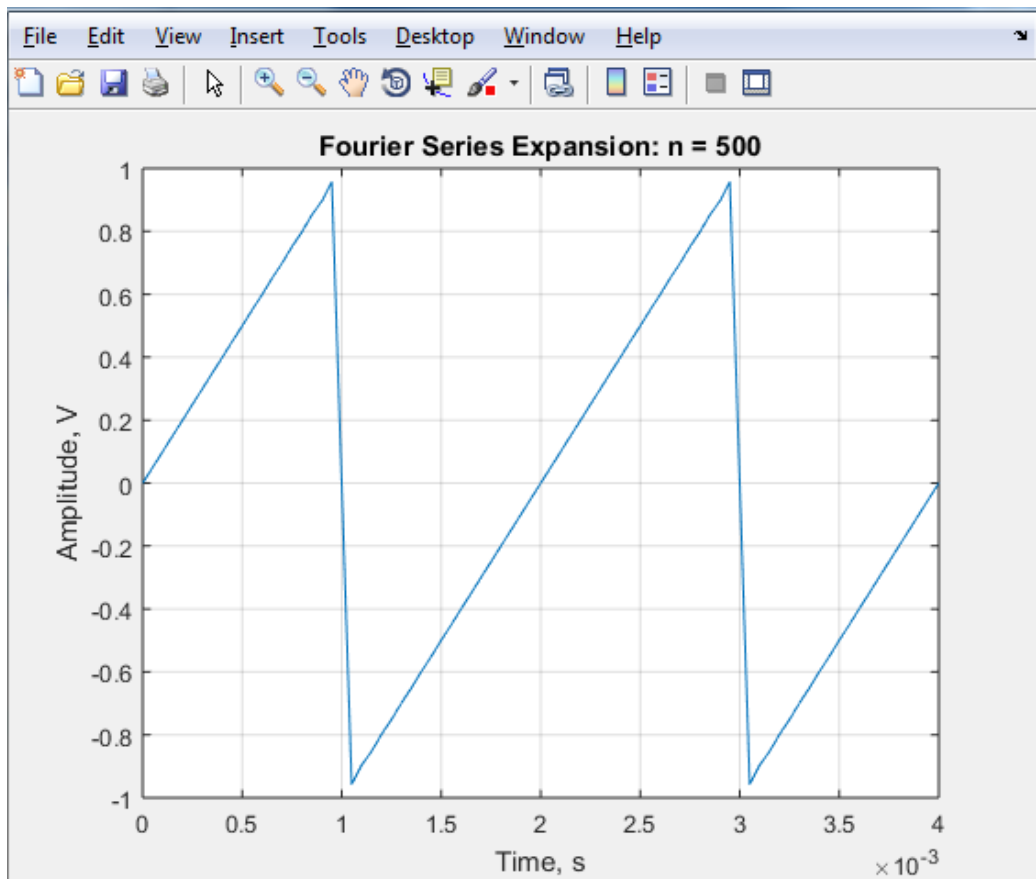 File Edit View Insert Tools Desktop Window Help
Fourier Series Expansion: n = 500
1
0.8
0.6
0.4
0.2
0
-0.2
-0.4
-0.6
-0.8
-1
Amplitude, V
0 0.5 1 1.5 2 2.5 3 3.5 4
Time, s
×10⁻³